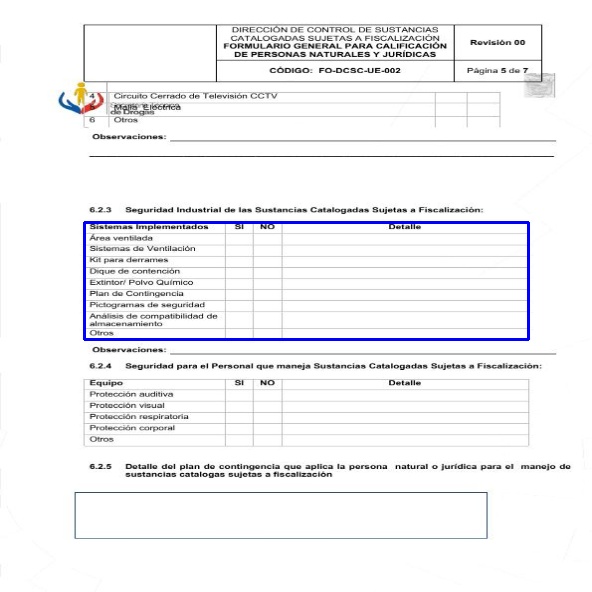 DIRECCIÓN DE CONTROL DE SUSTANCIAS
CATALOGADAS SUJETAS A FISCALIZACIÓN
FORMULARIO GENERAL PARA CALIFICACIÓN
DE PERSONAS NATURALES Y JURÍDICAS
Revisión 00
CÓDIGO: FO-DCSC-UE-002
Página 5 de 7
4 Circuito Cerrado de Televisión CCTV
5 Malla Eléctrica
de Drogas
6 Otros
Observaciones:
6.2.3 Seguridad Industrial de las Sustancias Catalogadas Sujetas a Fiscalización:
Sistemas Implementados SI NO Detalle
Área ventilada
Sistemas de Ventilación
Kit para derrames
Dique de contención
Extintor/ Polvo Químico
Plan de Contingencia
Pictogramas de seguridad
Análisis de compatibilidad de
almacenamiento
Otros
Observaciones:
6.2.4 Seguridad para el Personal que maneja Sustancias Catalogadas Sujetas a Fiscalización:
Equipo SI NO Detalle
Protección auditiva
Protección visual
Protección respiratoria
Protección corporal
Otros
6.2.5 Detalle del plan de contingencia que aplica la persona natural o jurídica para el manejo de
sustancias catalogas sujetas a fiscalización